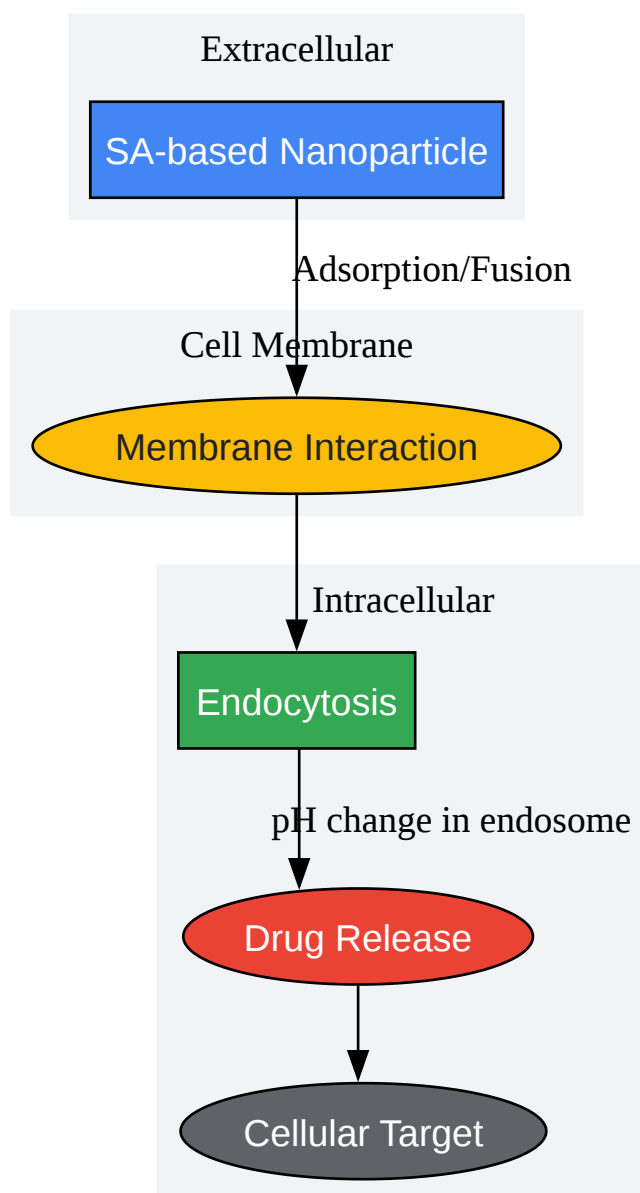 Extracellular
SA-based Nanoparticle
Adsorption/Fusion
Cell Membrane
Membrane Interaction
Intracellular
Endocytosis
pH change in endosome
Drug Release
Cellular Target